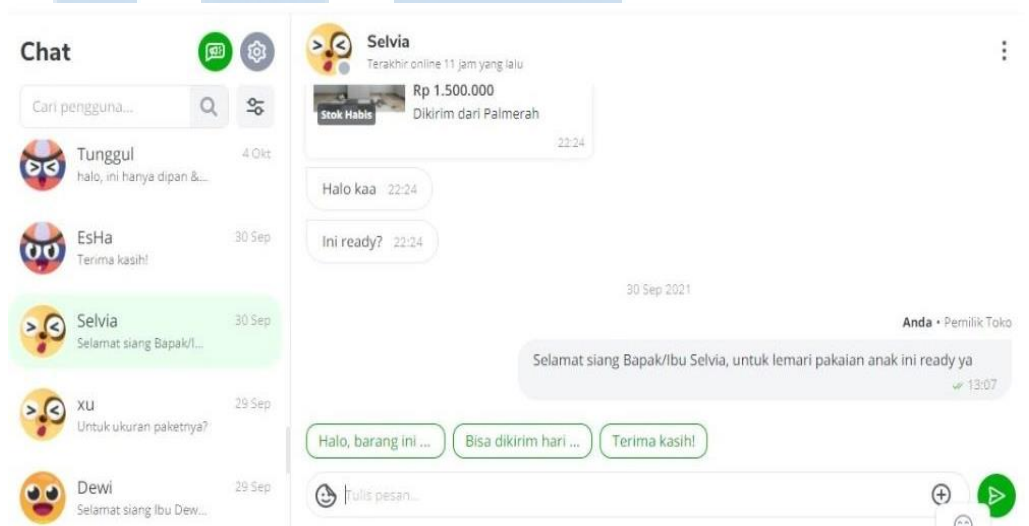 Chat
Cari pengguna...
Tunggul
4 Okt
halo, ini hanya dipan &...
EsHa
30 Sep
Terima kasih!
Selvia
30 Sep
Selamat siang Bapak/I...
xu
29 Sep
Untuk ukuran paketnya?
Dewi
29 Sep
Selamat siang Ibu Dew...
Selvia
Terakhir online 11 jam yang lalu
Rp 1.500.000
Stok Habis
Dikirim dari Palmerah
22:24
Halo kaa 22:24
Ini ready? 22:24
30 Sep 2021
Anda • Pemilik Toko
Selamat siang Bapak/Ibu Selvia, untuk lemari pakaian anak ini ready ya
13:07
Halo, barang ini ...
Bisa dikirim hari ...
Terima kasih!
Tulis pesan...